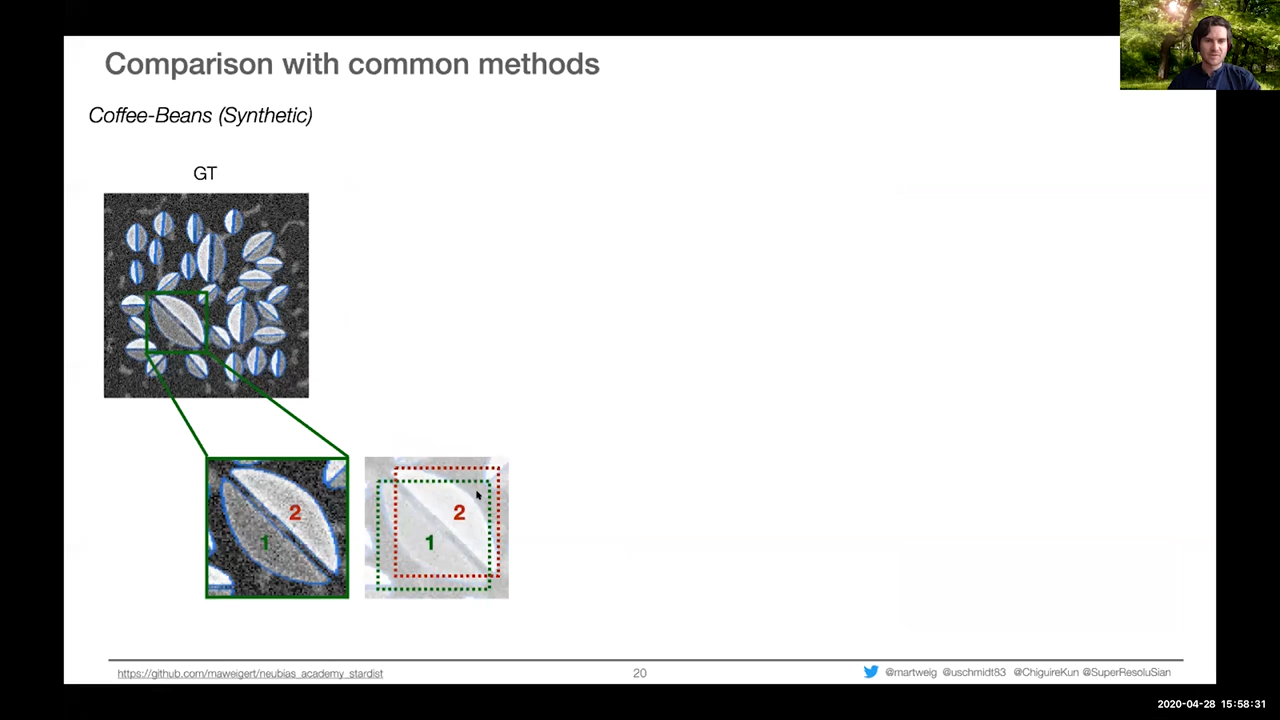 Comparison with common methods
Coffee-Beans (Synthetic)
GT
2
1
2
1
https://github.com/maweigert/neubias_academy_stardist
20
@martweig @uschmidt83 @ChiguireKun @SuperResoluSian
2020-04-28 15:58:31